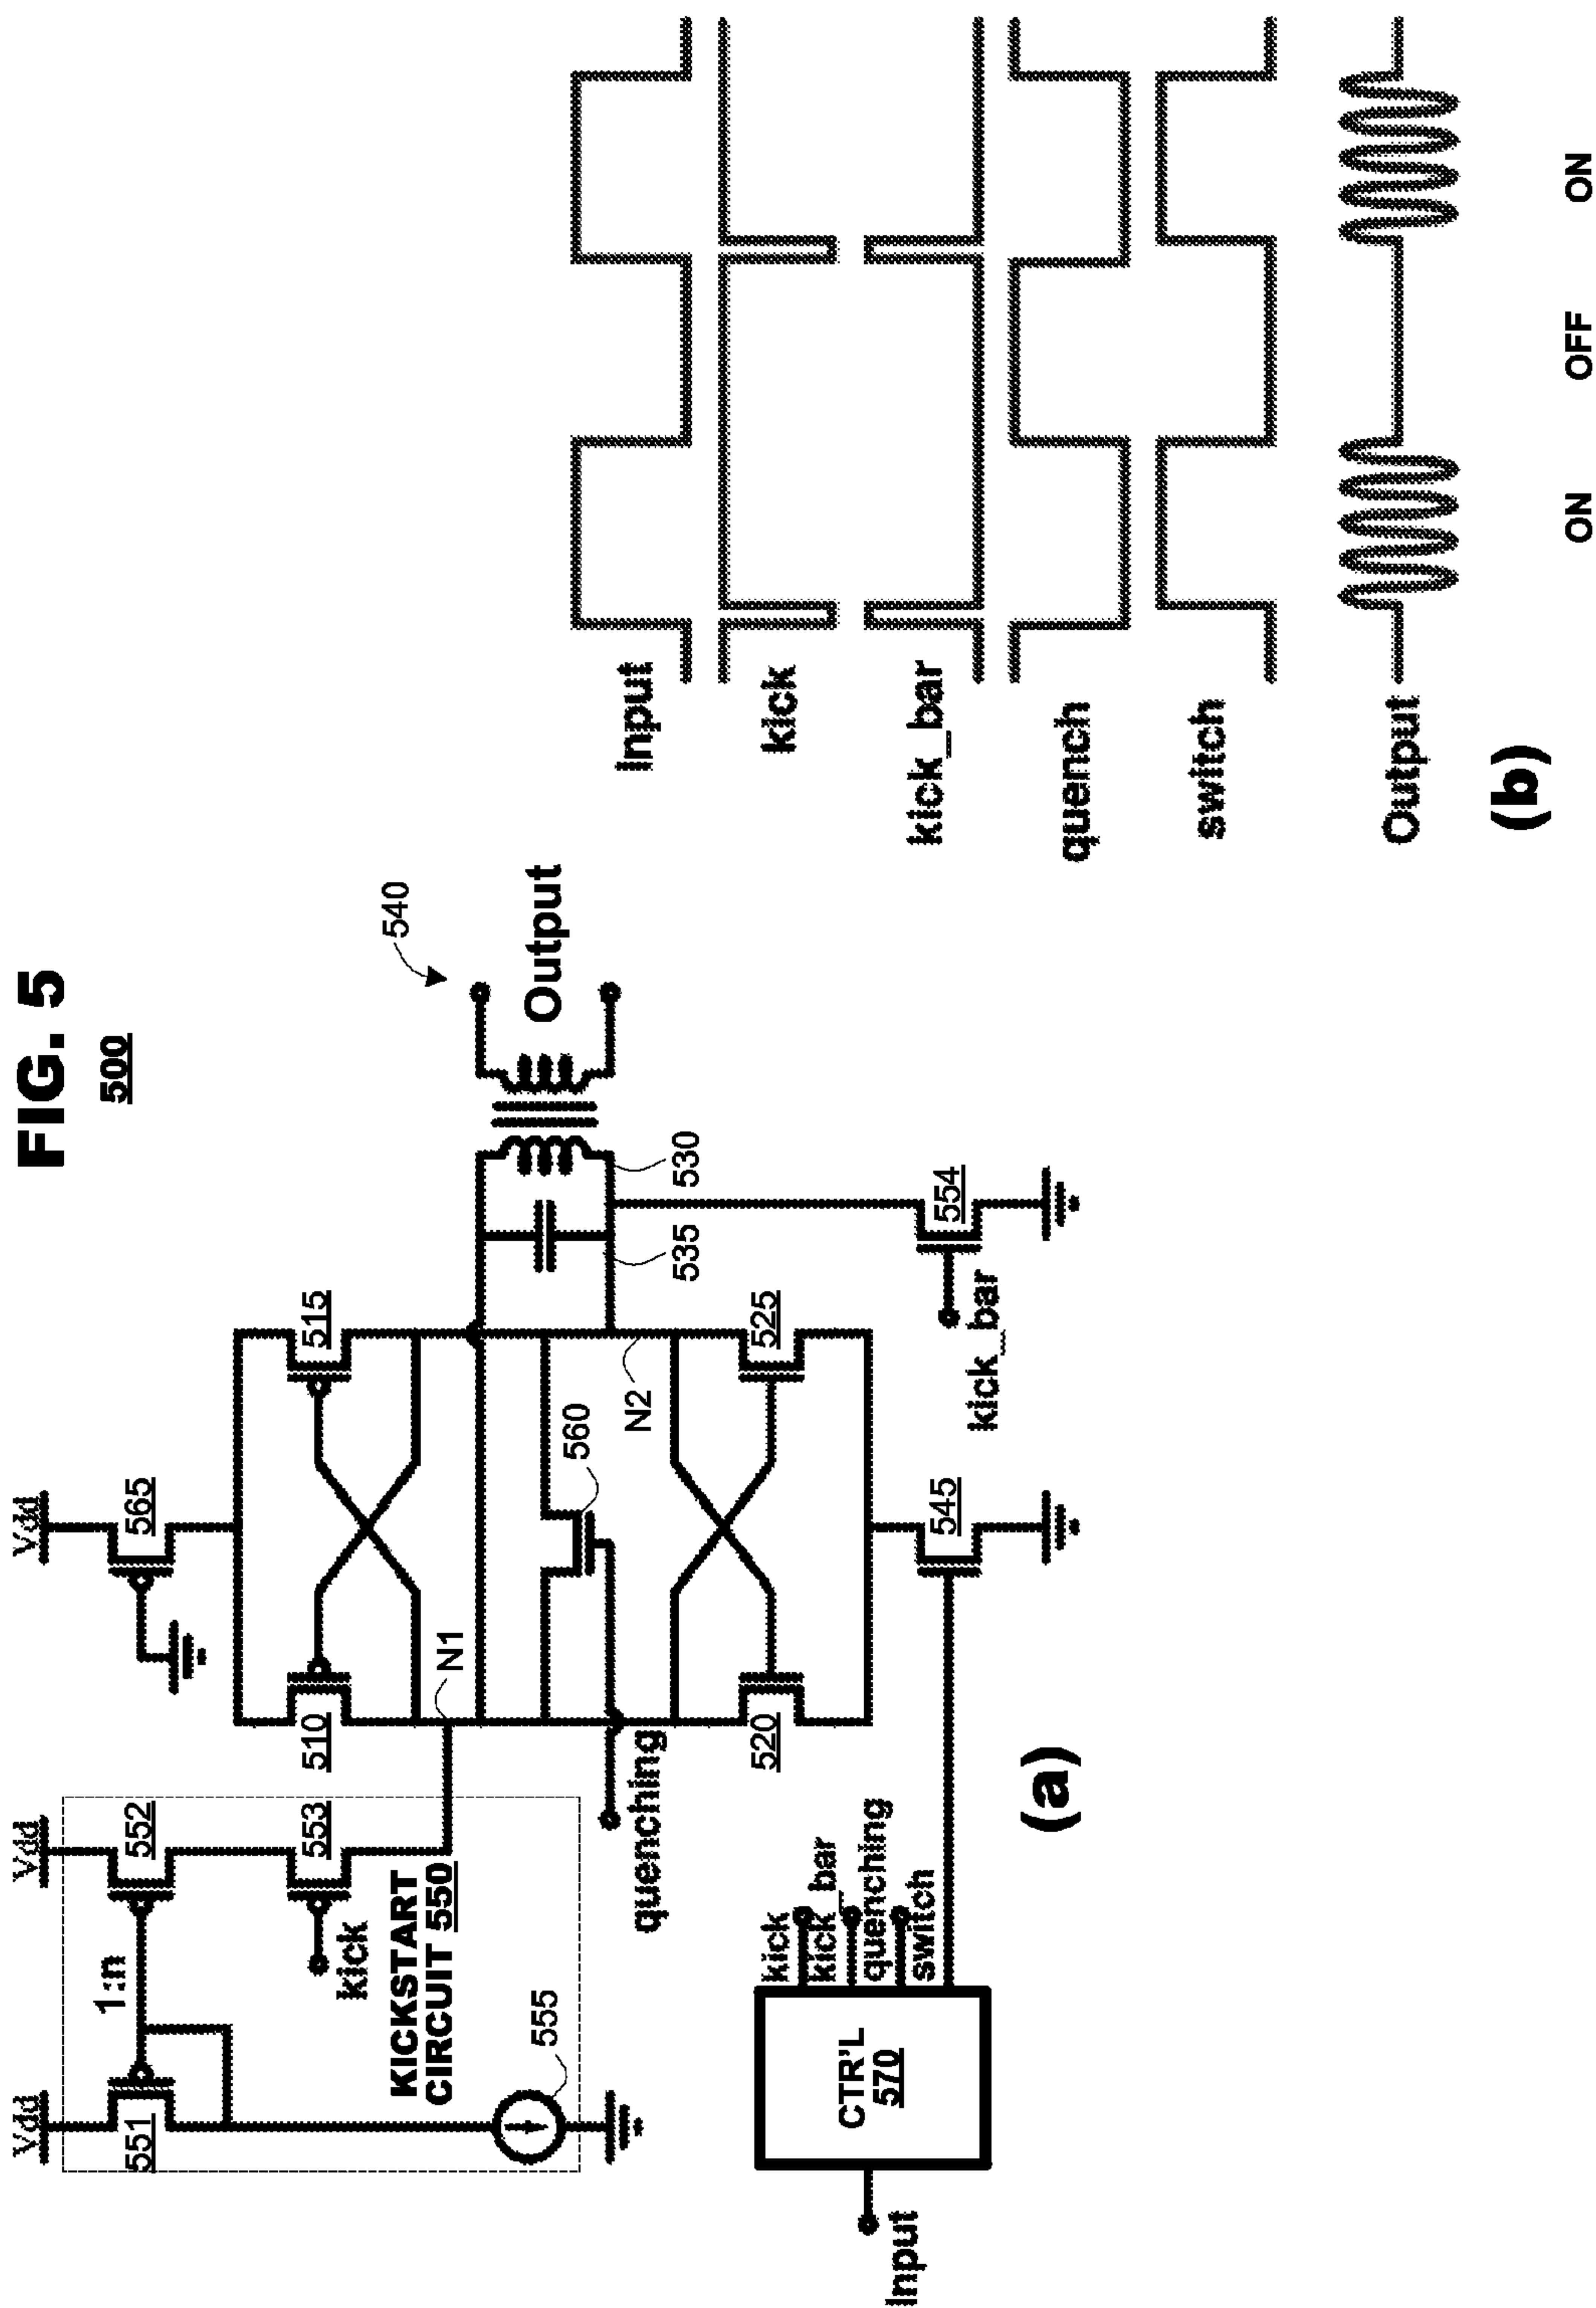 FIG. 5
500
Vdd
Vdd
Vdd
551
1:n
552
565
553
kick
510
515
KICKSTART
CIRCUIT 550
555
N1
540
Output
quenching
560
N2
535
530
520
525
Input
CTR'L
570
kick
kick_bar
quenching
switch
545
kick_bar
554
(a)
Input
kick
kick_bar
quench
switch
Output
ON
OFF
ON
(b)